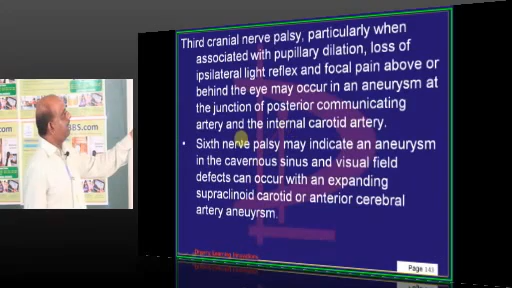 Third cranial nerve palsy, particularly when
associated with pupillary dilation, loss of
ipsilateral light reflex and focal pain above or
behind the eye may occur in an aneurysm at
the junction of posterior communicating
artery and the internal carotid artery.
• Sixth nerve palsy may indicate an aneurysm
in the cavernous sinus and visual field
defects can occur with an expanding
supraclinoid carotid or anterior cerebral
artery aneuyrsm.
Page 143
BS.com